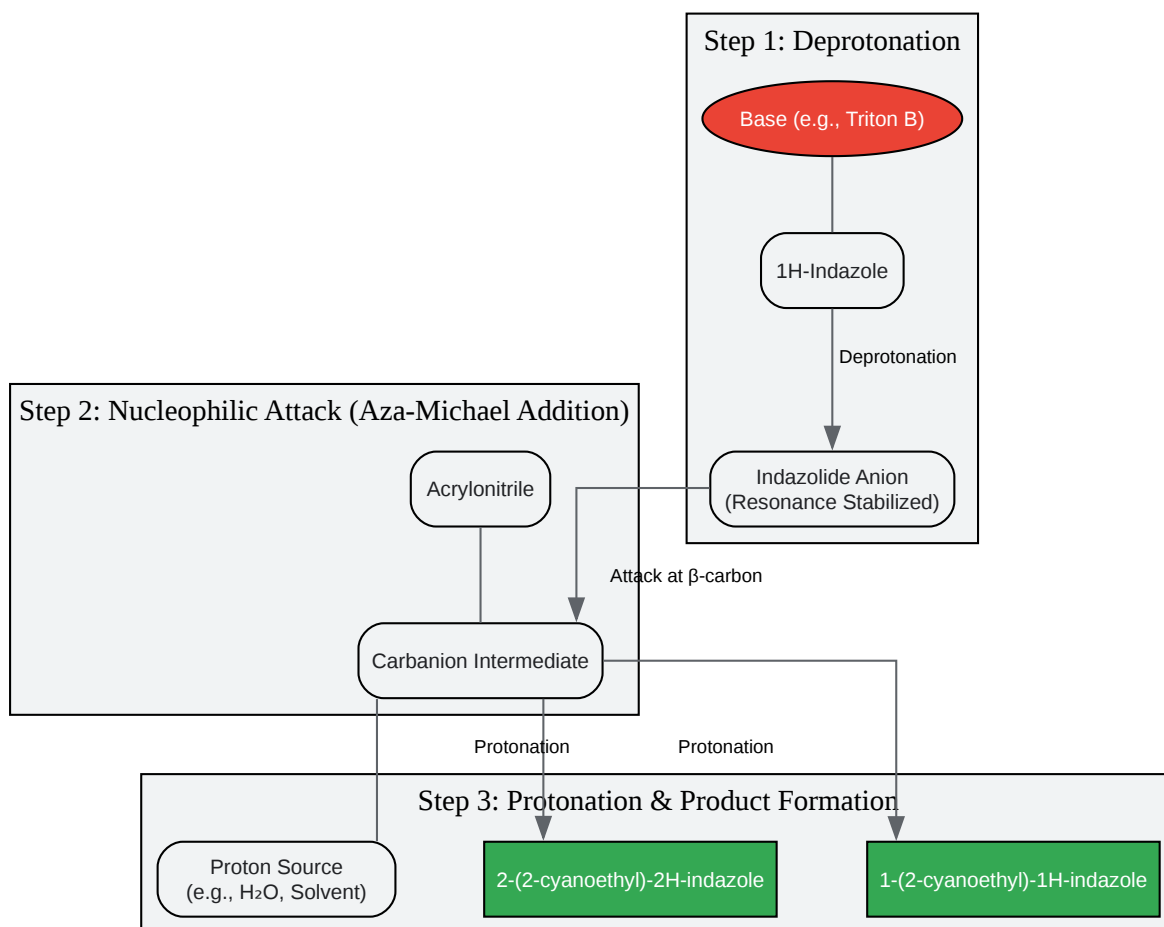 Step 1: Deprotonation
Base (e.g., Triton B)
1H-Indazole
Deprotonation
Indazolide Anion
(Resonance Stabilized)
Step 2: Nucleophilic Attack (Aza-Michael Addition)
Acrylonitrile
Attack at β-carbon
Carbanion Intermediate
Protonation
Protonation
Step 3: Protonation & Product Formation
Proton Source
(e.g., H₂O, Solvent)
2-(2-cyanoethyl)-2H-indazole
1-(2-cyanoethyl)-1H-indazole